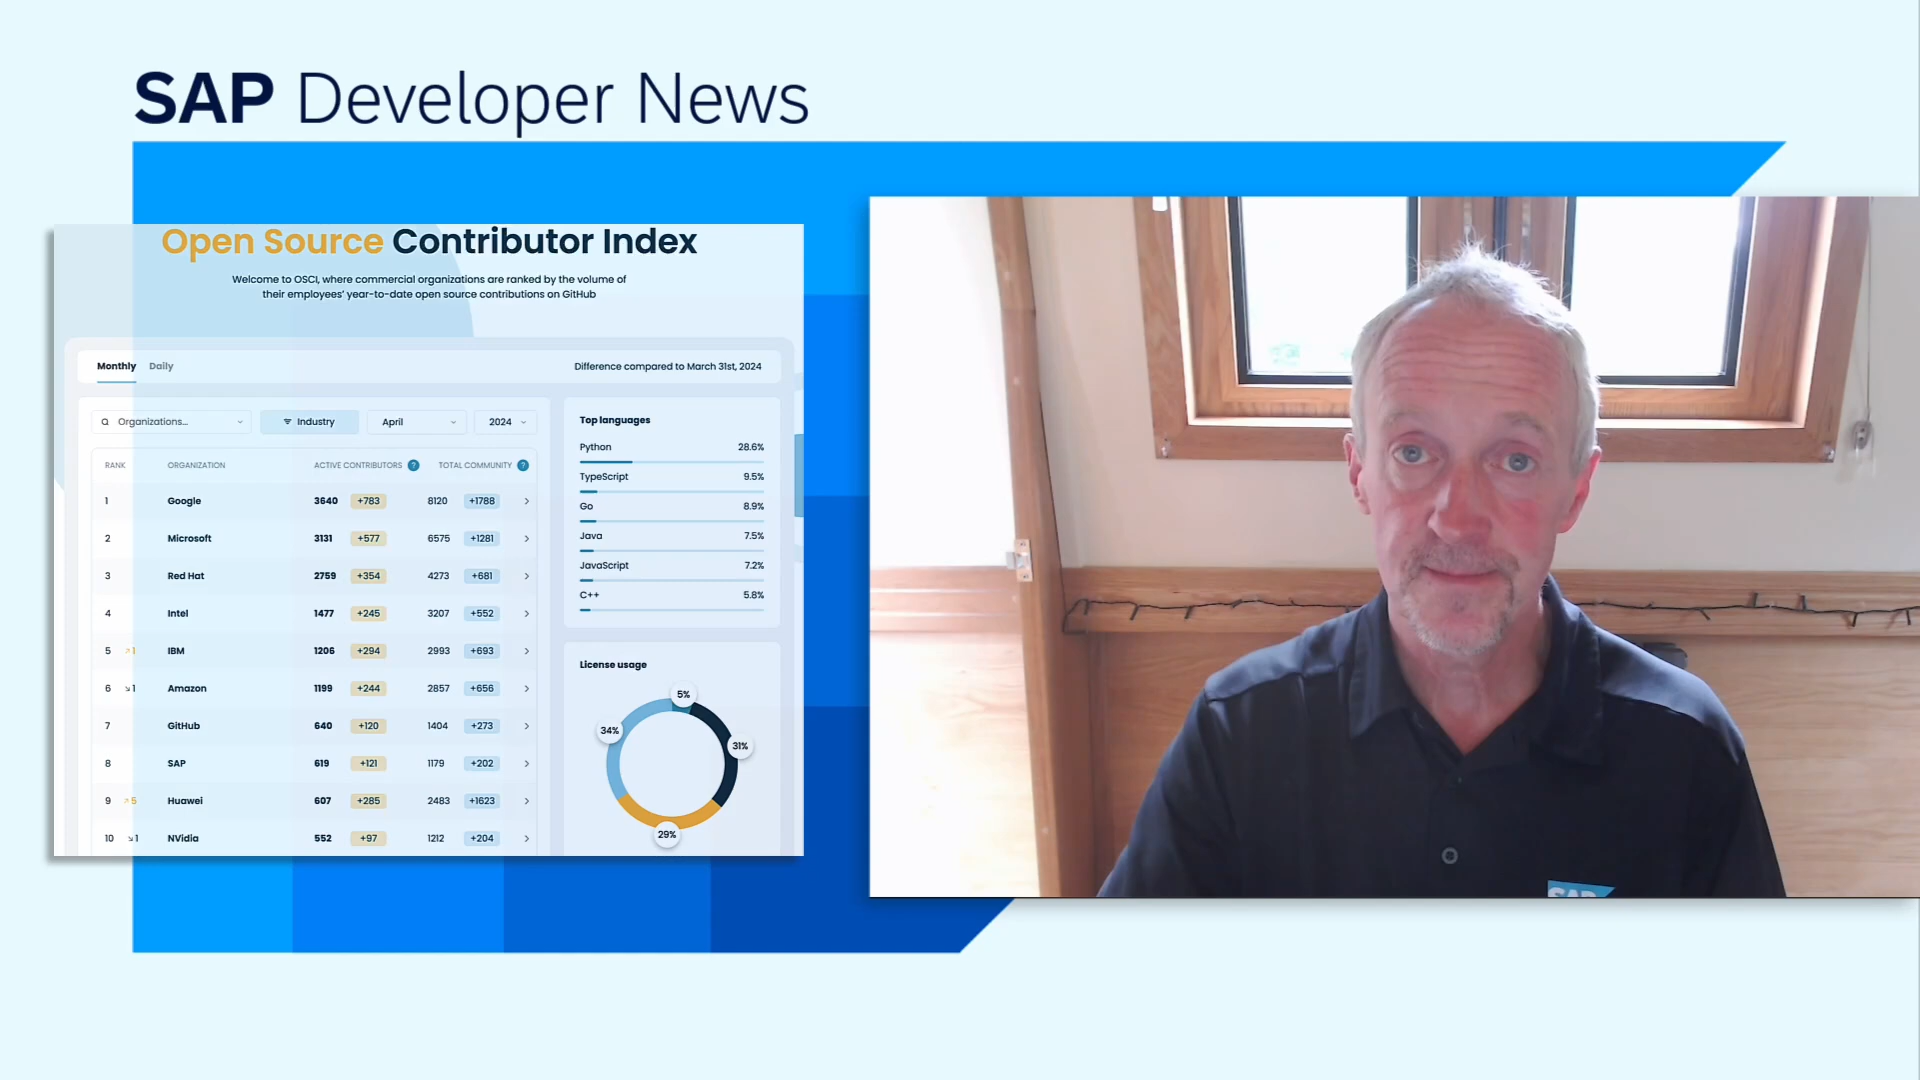 SAP Developer News
Open Source Contributor Index
Welcome to OSCI, where commercial organizations are ranked by the volume of
their employees' year-to-date open source contributions on GitHub
Monthly Daily
Difference compared to March 31st, 2024
Organizations...
Industry
April
2024
RANK ORGANIZATION ACTIVE CONTRIBUTORS ? TOTAL COMMUNITY ?
1 Google 3640 +783 8120 +1788
2 Microsoft 3131 +577 6575 +1281
3 Red Hat 2759 +354 4273 +681
4 Intel 1477 +245 3207 +552
5 1 IBM 1206 +294 2993 +693
6 1 Amazon 1199 +244 2857 +656
7 GitHub 640 +120 1404 +273
8 SAP 619 +121 1179 +202
9 5 Huawei 607 +285 2483 +1623
10 1 NVidia 552 +97 1212 +204
Top languages
Python 28.6%
TypeScript 9.5%
Go 8.9%
Java 7.5%
JavaScript 7.2%
C++ 5.8%
License usage
5%
34%
31%
29%
SAP